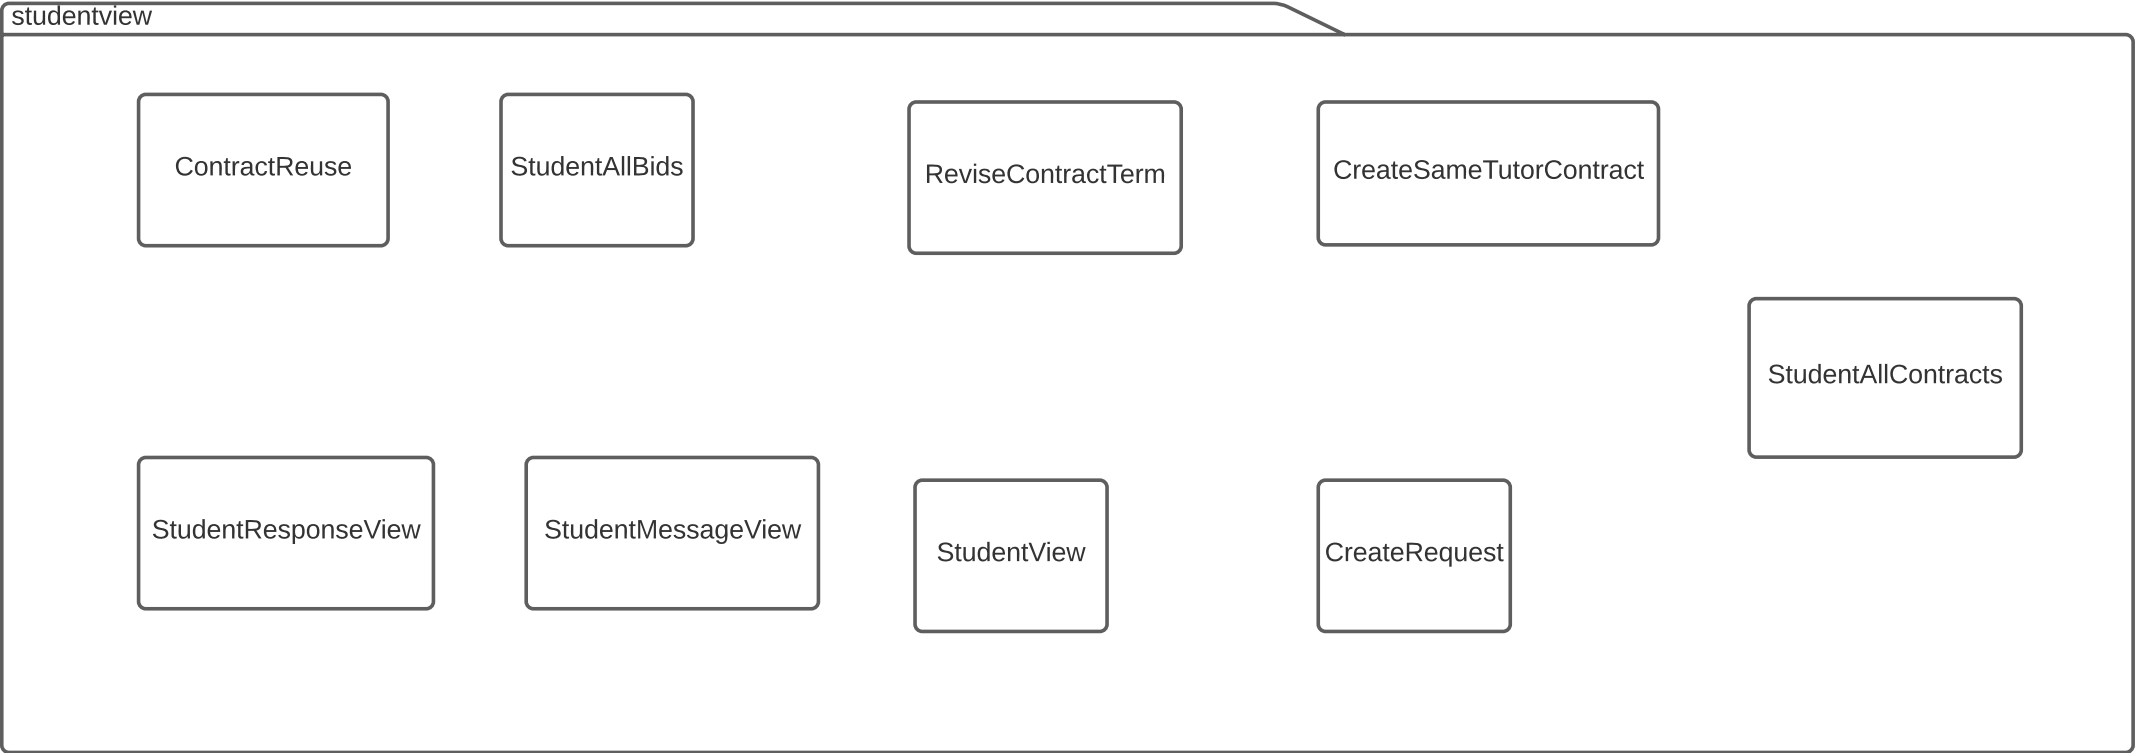 studentview
ContractReuse
StudentAllBids
ReviseContractTerm
CreateSameTutorContract
StudentAllContracts
StudentResponseView
StudentMessageView
StudentView
CreateRequest